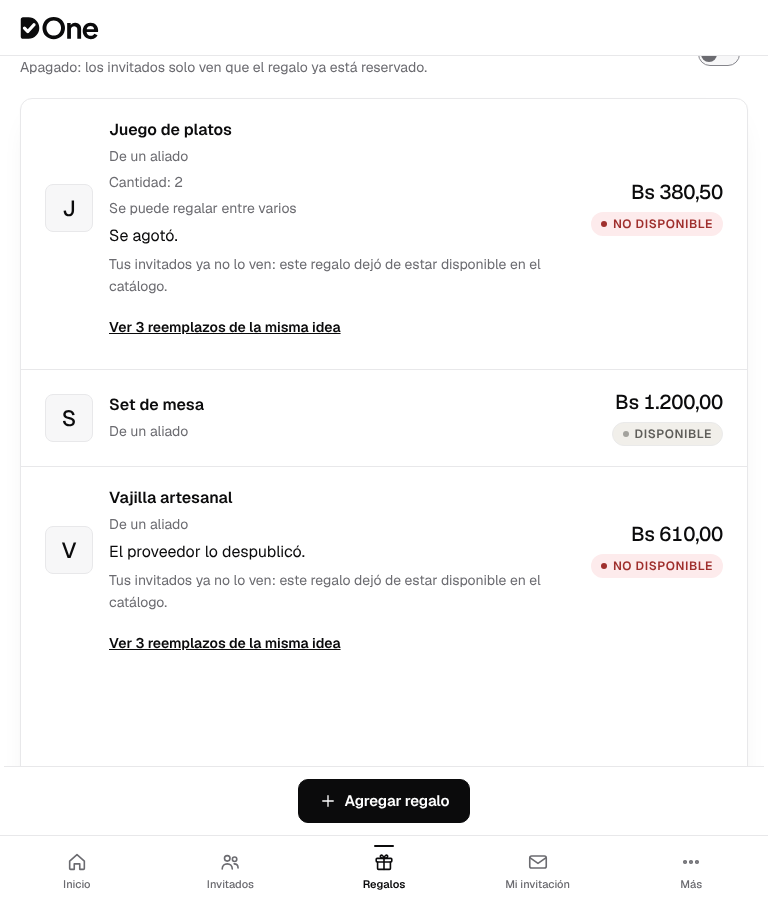 One
Apagado: los invitados solo ven que el regalo ya está reservado.
J
Juego de platos
De un aliado
Cantidad: 2
Se puede regalar entre varios
Se agotó.
Tus invitados ya no lo ven: este regalo dejó de estar disponible en el
catálogo.
Ver 3 reemplazos de la misma idea
Bs 380,50
NO DISPONIBLE
S
Set de mesa
De un aliado
Bs 1.200,00
DISPONIBLE
V
Vajilla artesanal
De un aliado
El proveedor lo despublicó.
Tus invitados ya no lo ven: este regalo dejó de estar disponible en el
catálogo.
Ver 3 reemplazos de la misma idea
Bs 610,00
NO DISPONIBLE
Agregar regalo
Inicio
Invitados
Regalos
Mi invitación
Más